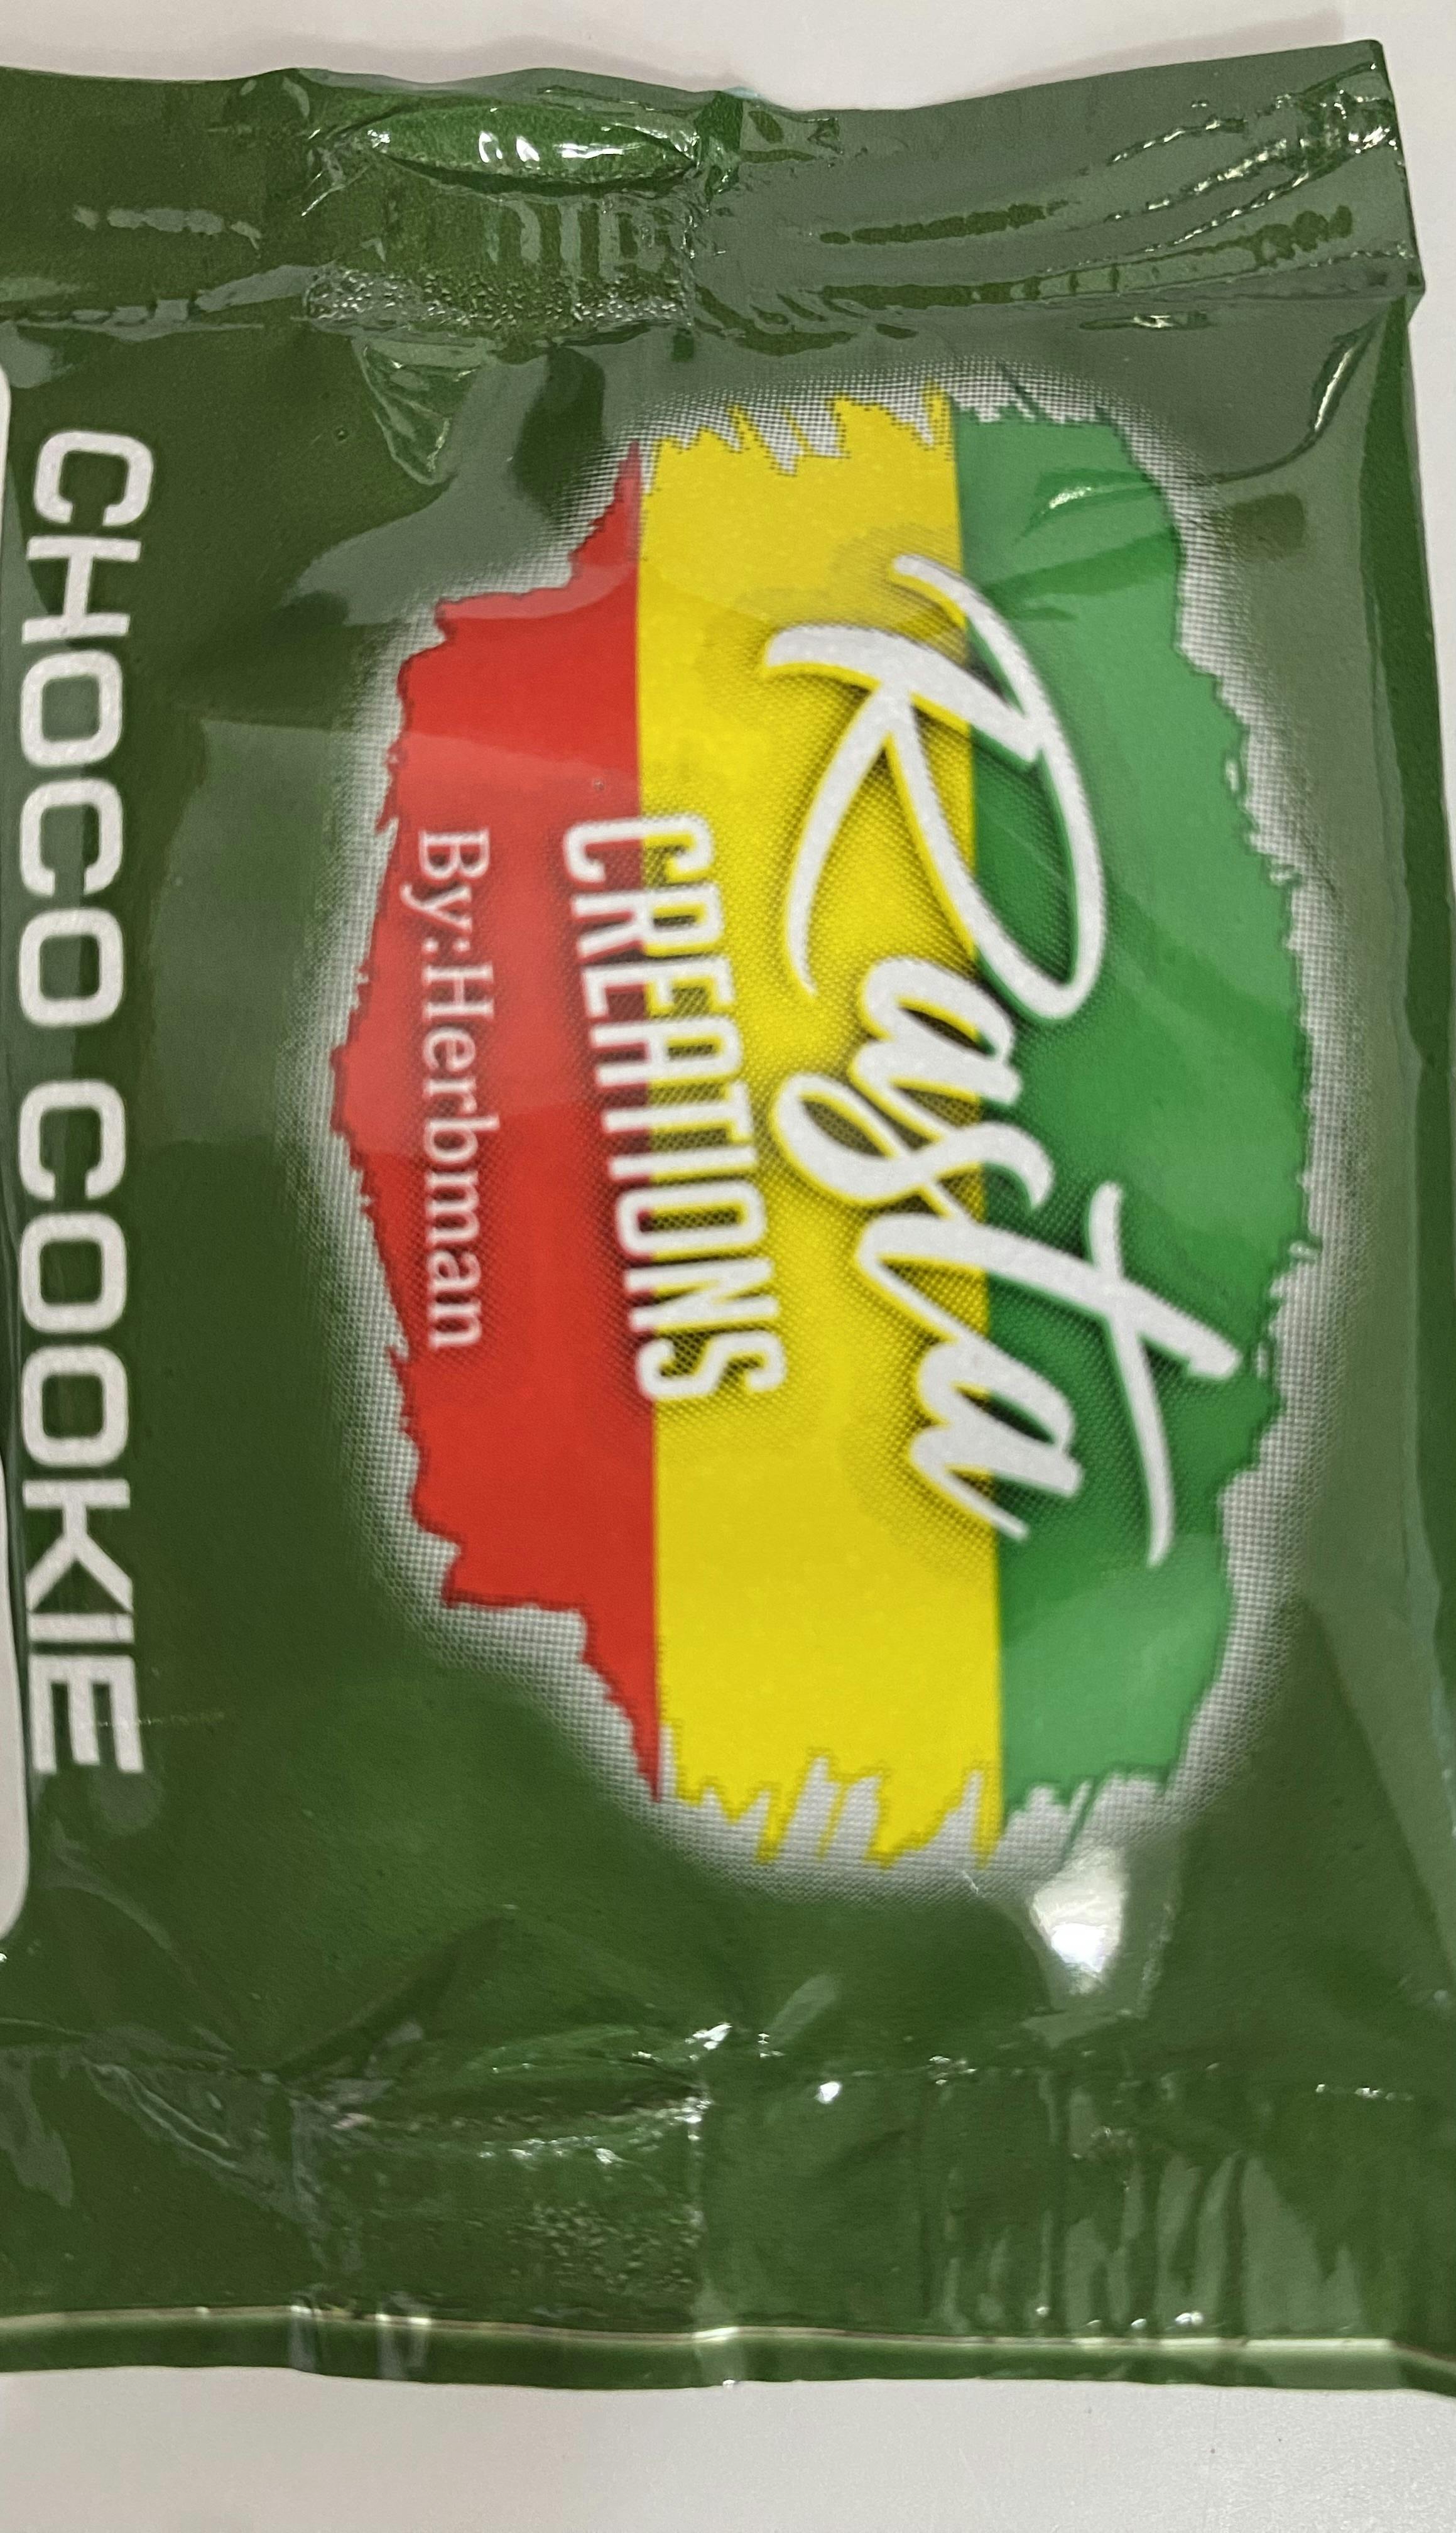 Rasta
CREATIONS
By:Herbman
CHOCO COOKIE